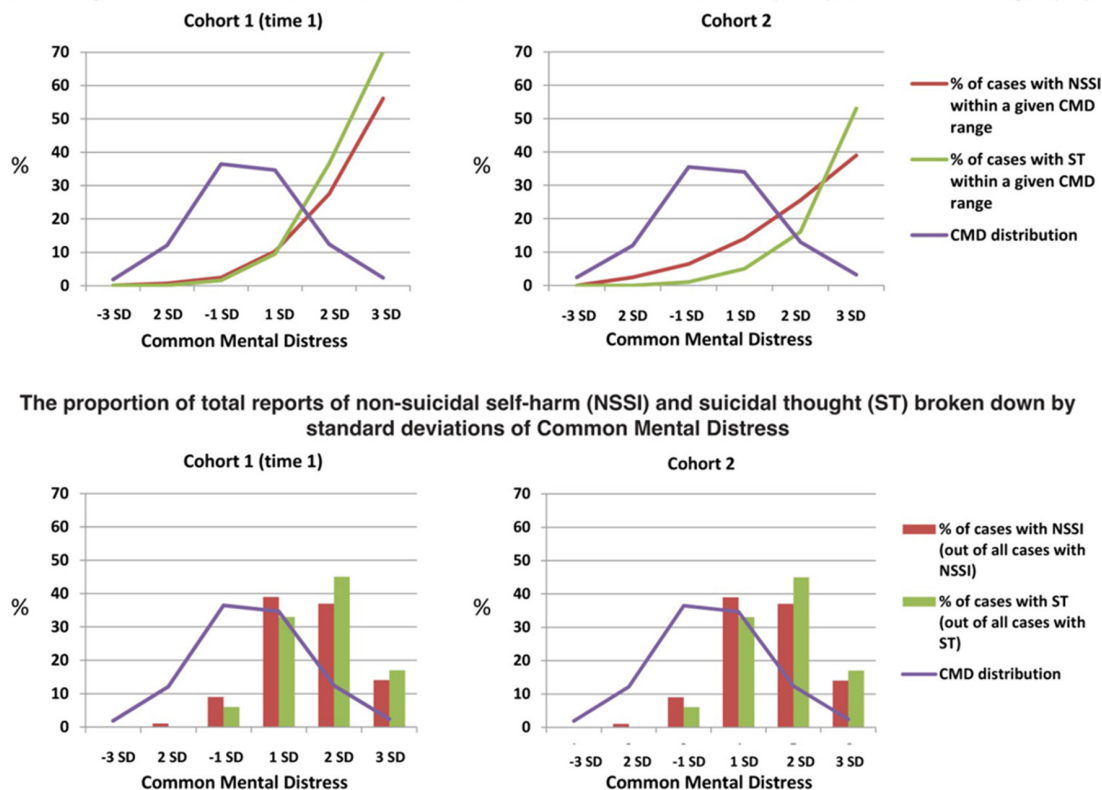 Cohort 1 (time 1)
70
60
50
40
30
20
10
0
%
-3 SD 2 SD -1 SD 1 SD 2 SD 3 SD
Common Mental Distress
Cohort 2
70
60
50
40
30
20
10
0
%
-3 SD 2 SD -1 SD 1 SD 2 SD 3 SD
Common Mental Distress
% of cases with NSSI
within a given CMD
range
% of cases with ST
within a given CMD
range
CMD distribution
The proportion of total reports of non-suicidal self-harm (NSSI) and suicidal thought (ST) broken down by
standard deviations of Common Mental Distress
Cohort 1 (time 1)
70
60
50
40
30
20
10
0
%
-3 SD 2 SD -1 SD 1 SD 2 SD 3 SD
Common Mental Distress
Cohort 2
70
60
50
40
30
20
10
0
%
-3 SD 2 SD -1 SD 1 SD 2 SD 3 SD
Common Mental Distress
% of cases with NSSI
(out of all cases with
NSSI)
% of cases with ST
(out of all cases with
ST)
CMD distribution